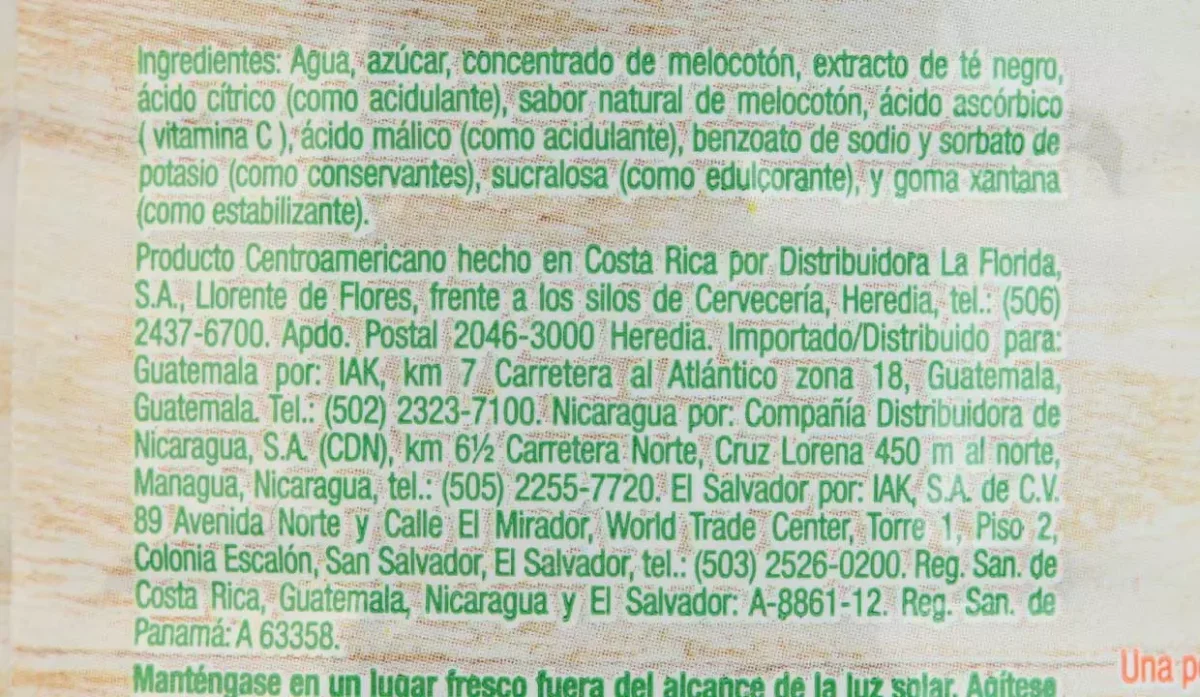 Ingredientes: Agua, azúcar, concentrado de melocotón, extracto de té negro,
ácido cítrico (como acidulante), sabor natural de melocotón, ácido ascórbico
( vitamina C ), ácido málico (como acidulante), benzoato de sodio y sorbato de
potasio (como conservantes), sucralosa (como edulcorante), y goma xantana
(como estabilizante).
Producto Centroamericano hecho en Costa Rica por Distribuidora La Florida,
S.A., Llorente de Flores, frente a los silos de Cervecería, Heredia, tel.: (506)
2437-6700. Apdo. Postal 2046-3000 Heredia. Importado/Distribuido para:
Guatemala por: IAK, km 7 Carretera al Atlántico zona 18, Guatemala,
Guatemala. Tel.: (502) 2323-7100. Nicaragua por: Compañía Distribuidora de
Nicaragua, S.A. (CDN), km 6½ Carretera Norte, Cruz Lorena 450 m al norte,
Managua, Nicaragua, tel.: (505) 2255-7720. El Salvador por: IAK, S.A. de C.V.
89 Avenida Norte y Calle El Mirador, World Trade Center, Torre 1, Piso 2,
Colonia Escalón, San Salvador, El Salvador, tel.: (503) 2526-0200. Reg. San. de
Costa Rica, Guatemala, Nicaragua y El Salvador: A-8861-12. Reg. San. de
Panamá: A 63358.
Manténgase en un lugar fresco fuera del alcance de la luz solar. Agítese
Una